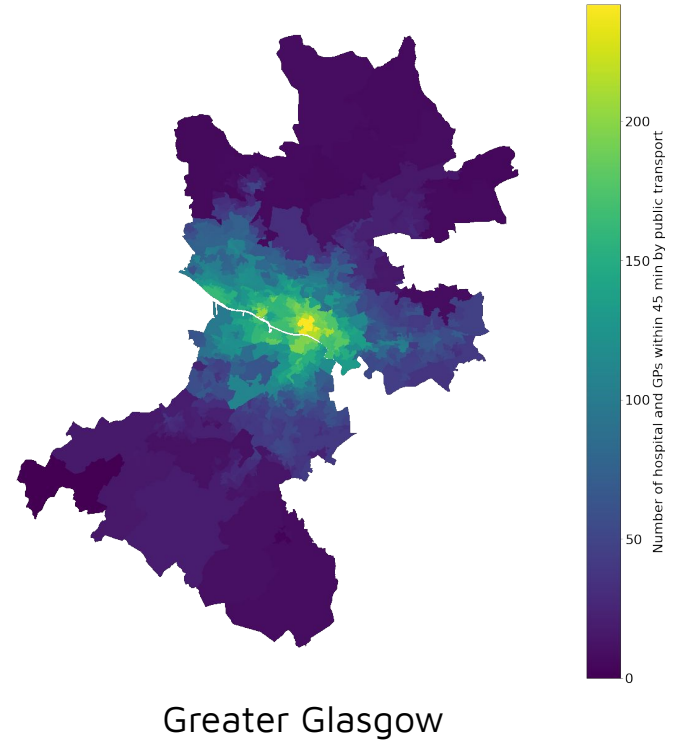 200
150
100
50
0
Number of hospital and GPs within 45 min by public transport
Greater Glasgow